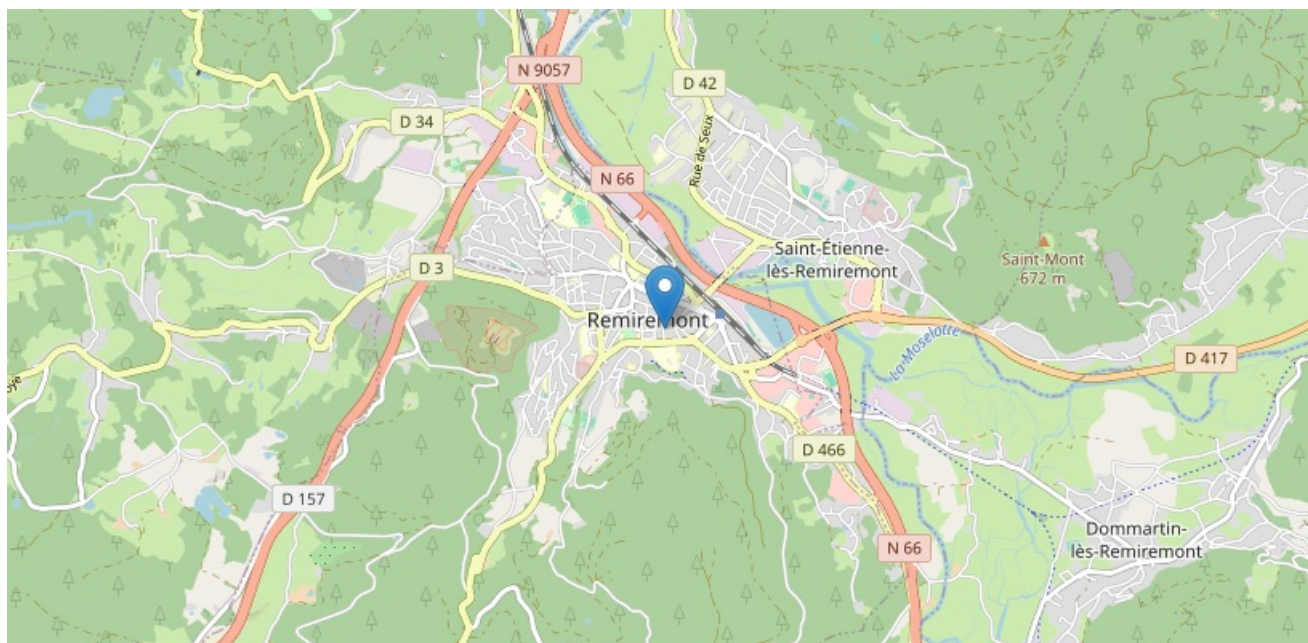 N 9057
D 42
D 34
Rue de Seux
N 66
Saint-Étienne-
lès-Remiremont
Saint-Mont
672 m
D 3
Remiremont
La Moselotte
D 417
oye
D 466
D 157
Dommartin-
lès-Remiremont
N 66